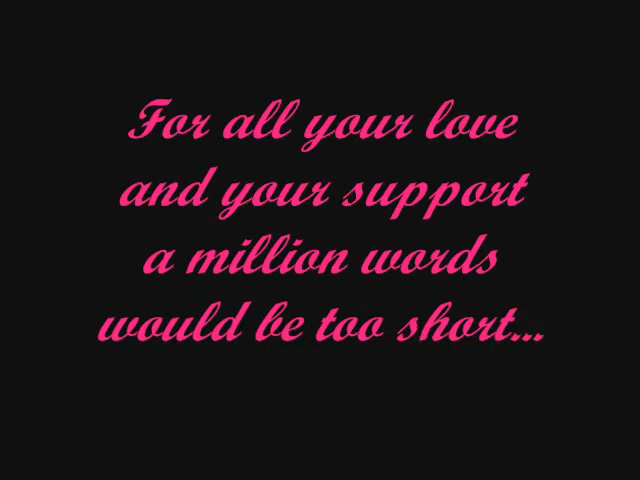 For all your love
and your support
a million words
would be too short...